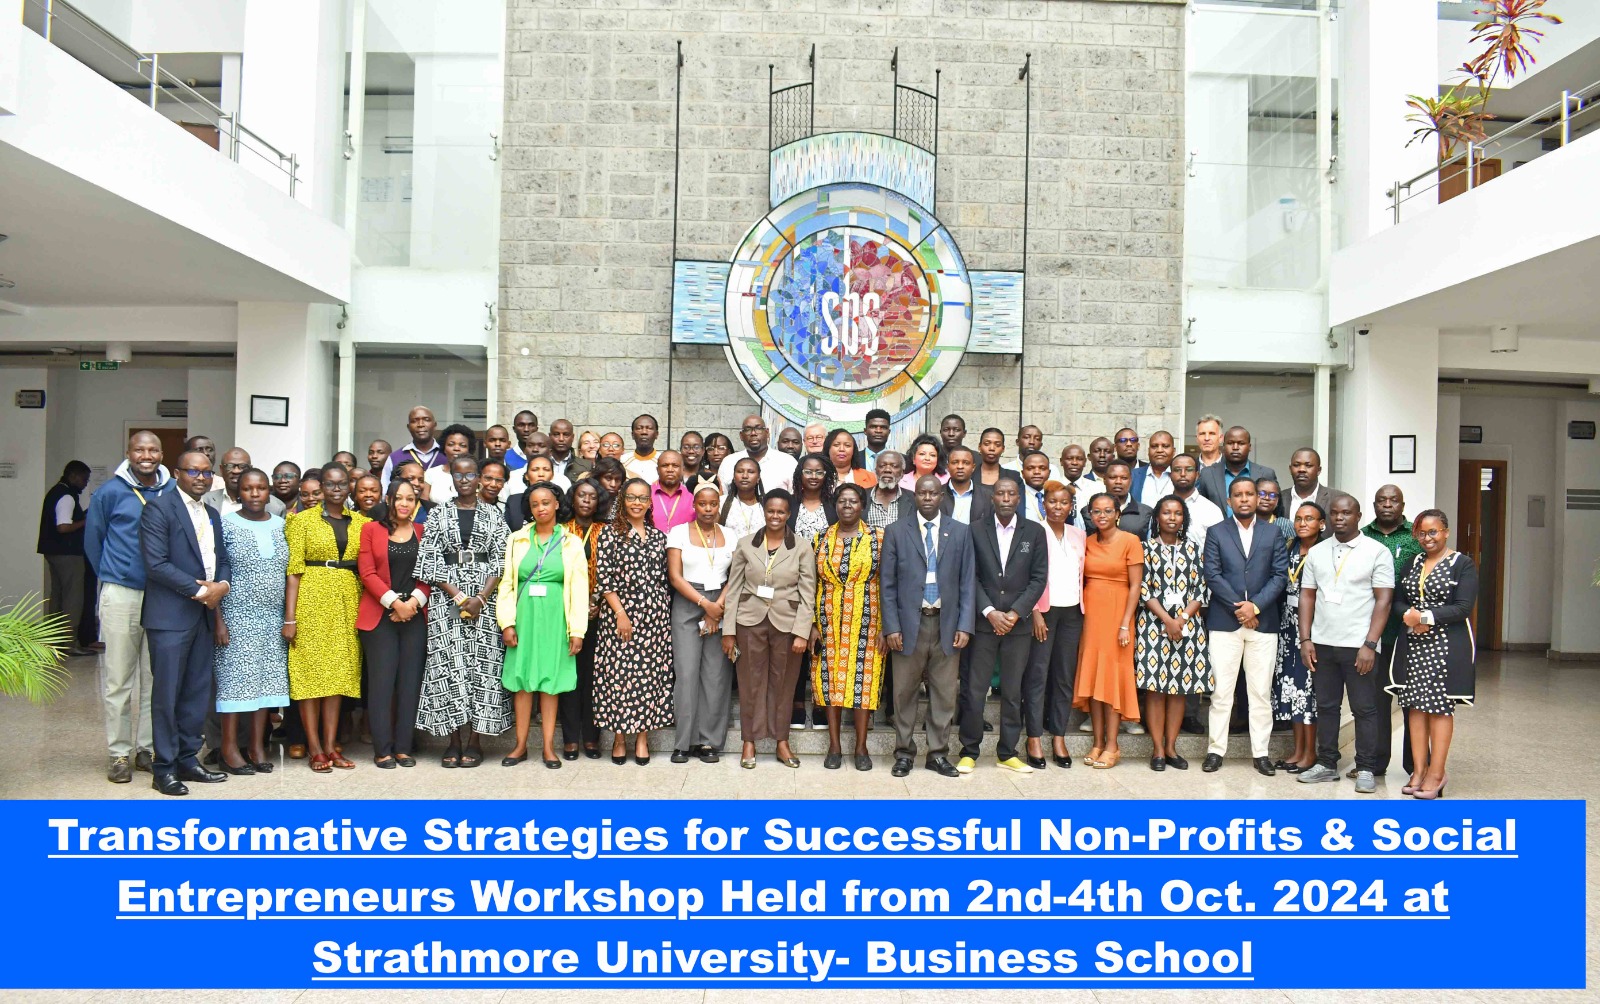 SBS
Transformative Strategies for Successful Non-Profits & Social
Entrepreneurs Workshop Held from 2nd-4th Oct. 2024 at
Strathmore University- Business School